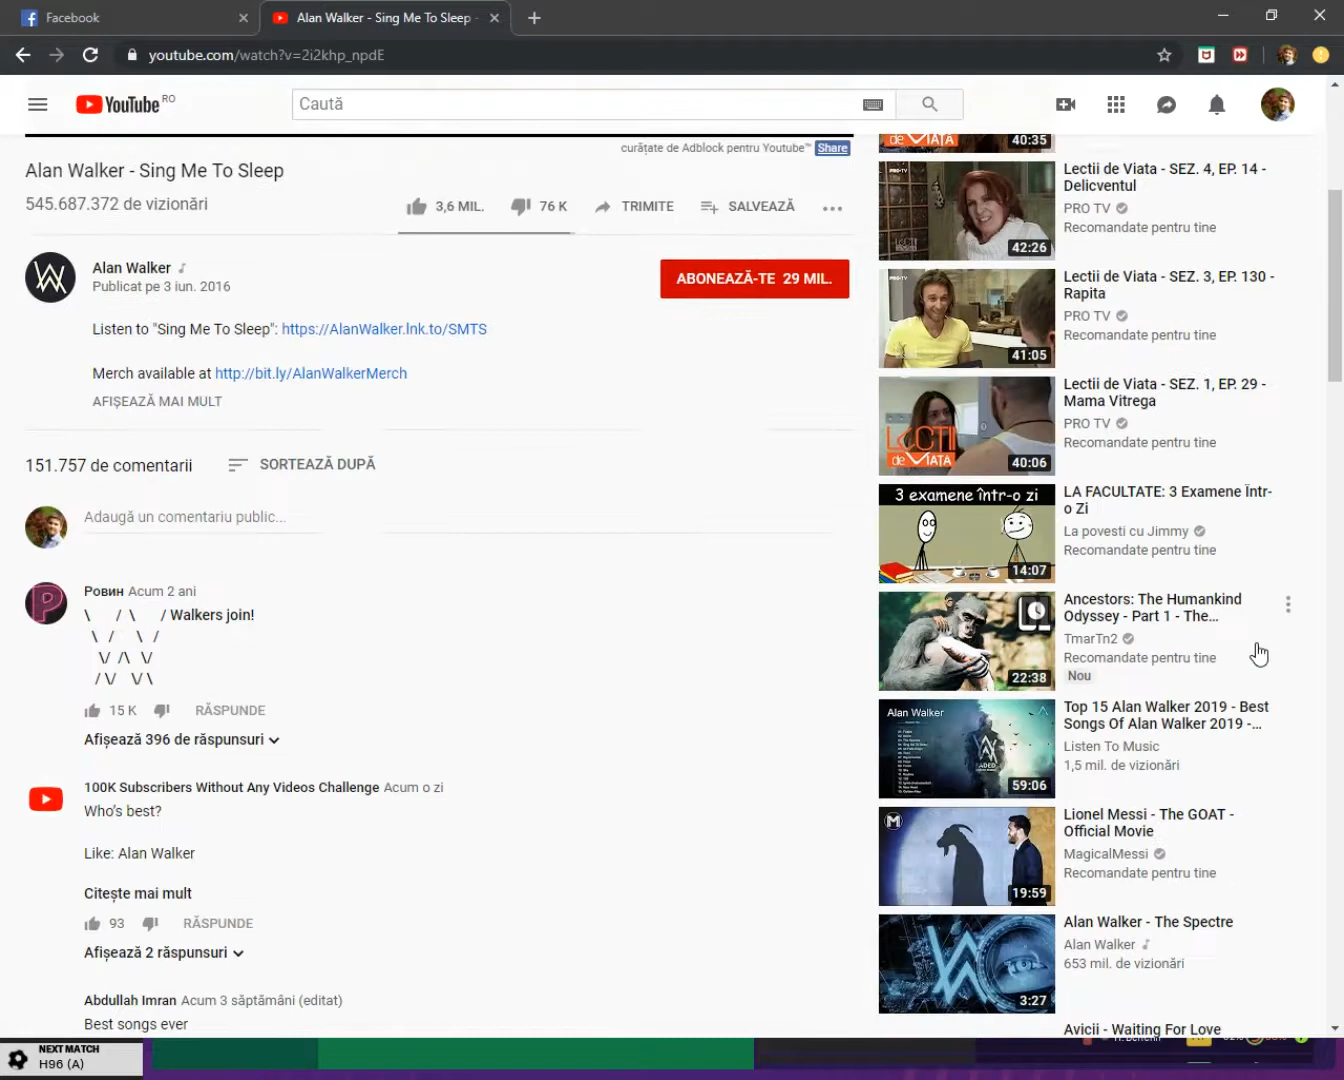 Facebook
Alan Walker - Sing Me To Sleep -
youtube.com/watch?v=2i2khp_npdE
YouTube RO
Caută
curățate de Adblock pentru Youtube™ Share
Alan Walker - Sing Me To Sleep
545.687.372 de vizionări
3,6 MIL. 76 K TRIMITE SALVEAZĂ
Alan Walker
Publicat pe 3 iun. 2016
ABONEAZĂ-TE 29 MIL.
Listen to "Sing Me To Sleep": https://AlanWalker.lnk.to/SMTS
Merch available at http://bit.ly/AlanWalkerMerch
AFIȘEAZĂ MAI MULT
151.757 de comentarii SORTEAZĂ DUPĂ
Adaugă un comentariu public...
P
Ровин Acum 2 ani
\ / \ / Walkers join!
\ / \ /
\/ /\ \/
/ \/ \/ \
15 K RĂSPUNDE
Afișează 396 de răspunsuri
100K Subscribers Without Any Videos Challenge Acum o zi
Who's best?
Like: Alan Walker
Citește mai mult
93 RĂSPUNDE
Afișează 2 răspunsuri
Abdullah Imran Acum 3 săptămâni (editat)
Best songs ever
de VIAȚĂ
40:35
PRO•TV
42:26
Lectii de Viata - SEZ. 4, EP. 14 -
Delicventul
PRO TV
Recomandate pentru tine
PRO•TV
41:05
Lectii de Viata - SEZ. 3, EP. 130 -
Rapita
PRO TV
Recomandate pentru tine
LECȚII
de VIAȚĂ
40:06
Lectii de Viata - SEZ. 1, EP. 29 -
Mama Vitrega
PRO TV
Recomandate pentru tine
3 examene într-o zi
14:07
LA FACULTATE: 3 Examene Într-
o Zi
La povesti cu Jimmy
Recomandate pentru tine
22:38
Ancestors: The Humankind
Odyssey - Part 1 - The...
TmarTn2
Recomandate pentru tine
Nou
Alan Walker
FADED
59:06
Top 15 Alan Walker 2019 - Best
Songs Of Alan Walker 2019 -...
Listen To Music
1,5 mil. de vizionări
M
19:59
Lionel Messi - The GOAT -
Official Movie
MagicalMessi
Recomandate pentru tine
3:27
Alan Walker - The Spectre
Alan Walker
653 mil. de vizionări
Avicii - Waiting For Love
NEXT MATCH
H96 (A)